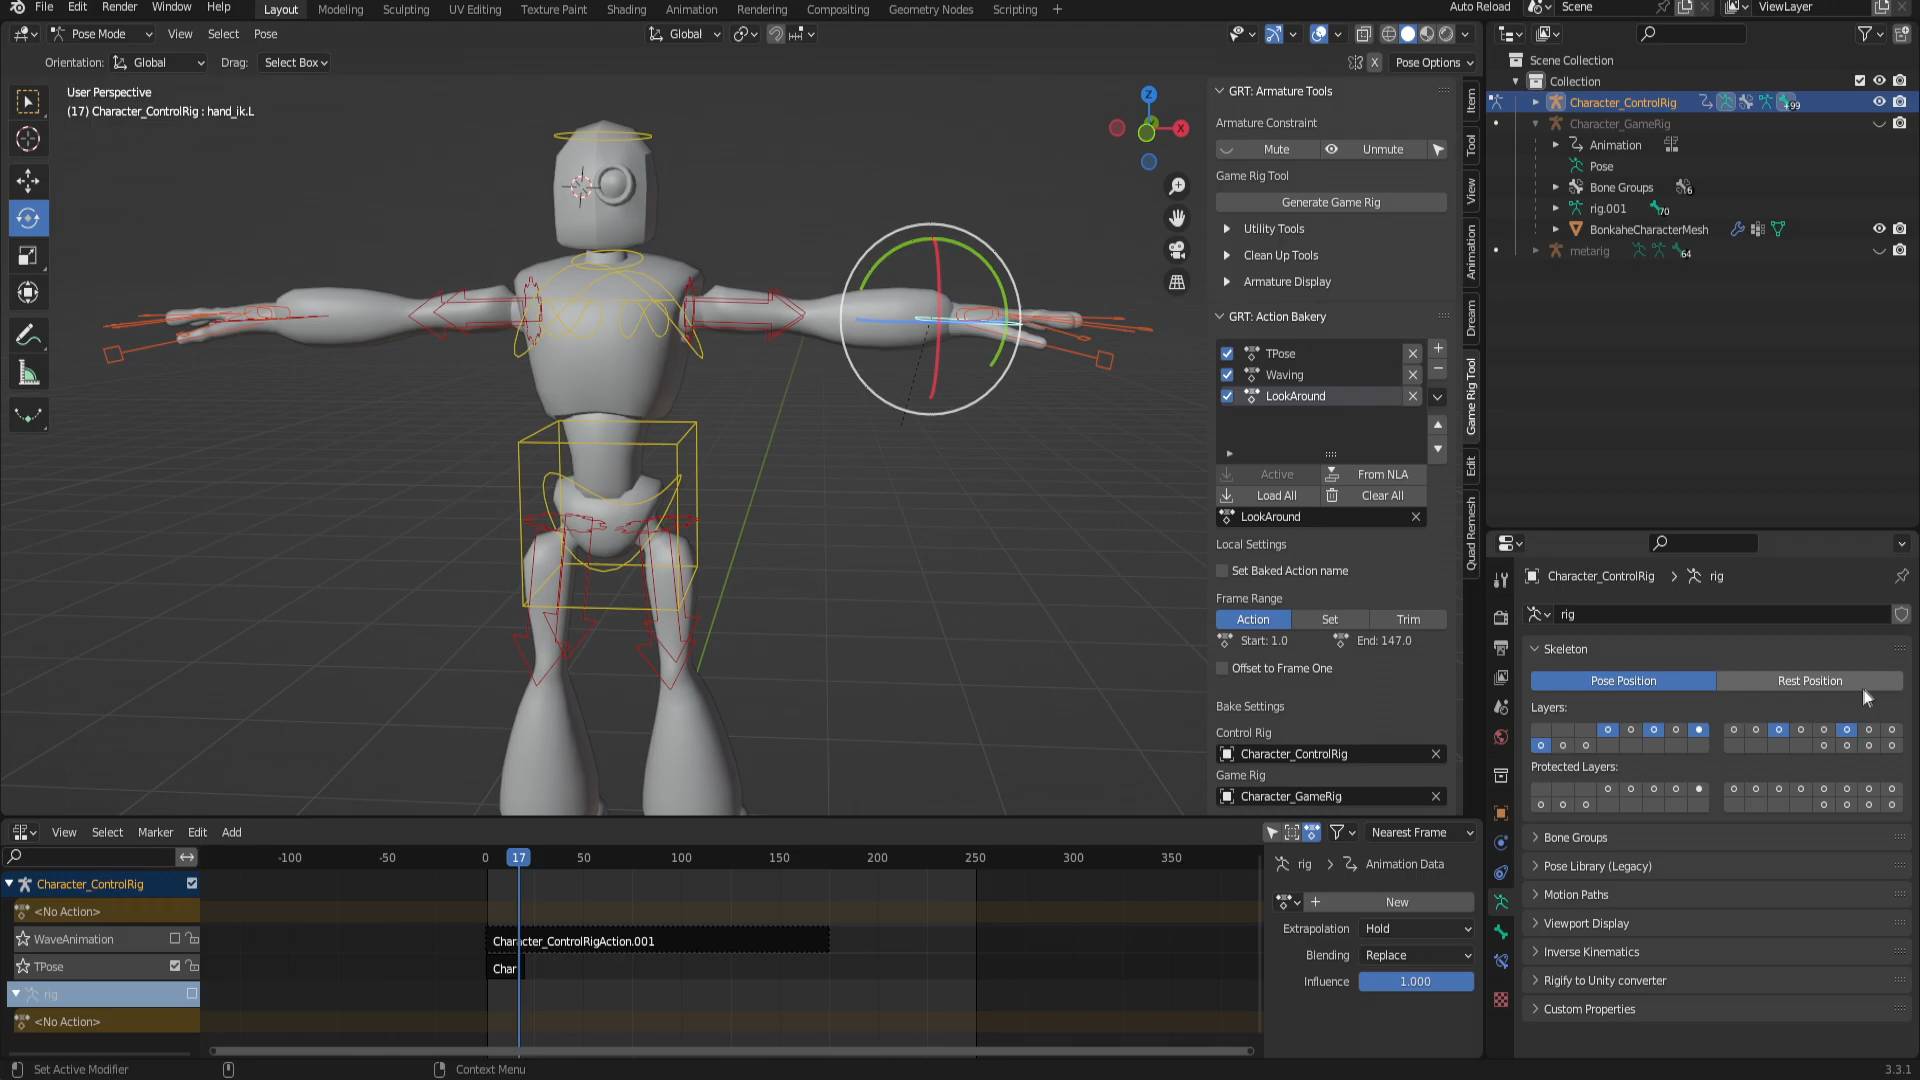 File Edit Render Window Help
Layout Modeling Sculpting UV Editing Texture Paint Shading Animation Rendering Compositing Geometry Nodes Scripting +
Auto Reload Scene ViewLayer
Pose Mode View Select Pose Global
Orientation: Global Drag: Select Box X Pose Options
User Perspective
(17) Character_ControlRig : hand_ik.L
Z
X
GRT: Armature Tools
Armature Constraint
Mute Unmute
Game Rig Tool
Generate Game Rig
Utility Tools
Clean Up Tools
Armature Display
GRT: Action Bakery
TPose
Waving
LookAround
Active From NLA
Load All Clear All
LookAround
Local Settings
Set Baked Action name
Frame Range
Action Set Trim
Start: 1.0 End: 147.0
Offset to Frame One
Bake Settings
Control Rig
Character_ControlRig
Game Rig
Character_GameRig
Item
Tool
View
Animation
Dream
Game Rig Tool
Edit
Quad Remesh
Scene Collection
Collection
Character_ControlRig +99
Character_GameRig
Animation
Pose
Bone Groups 6
rig.001 70
BonkaheCharacterMesh
metarig 64
Character_ControlRig > rig
rig
Skeleton
Pose Position Rest Position
Layers:
Protected Layers:
Bone Groups
Pose Library (Legacy)
Motion Paths
Viewport Display
Inverse Kinematics
Rigify to Unity converter
Custom Properties
View Select Marker Edit Add Nearest Frame
-100 -50 0 17 50 100 150 200 250 300 350
Character_ControlRig
<No Action>
WaveAnimation
TPose
rig
<No Action>
Character_ControlRigAction.001
Char
rig > Animation Data
New
Extrapolation Hold
Blending Replace
Influence 1.000
Set Active Modifier Context Menu 3.3.1